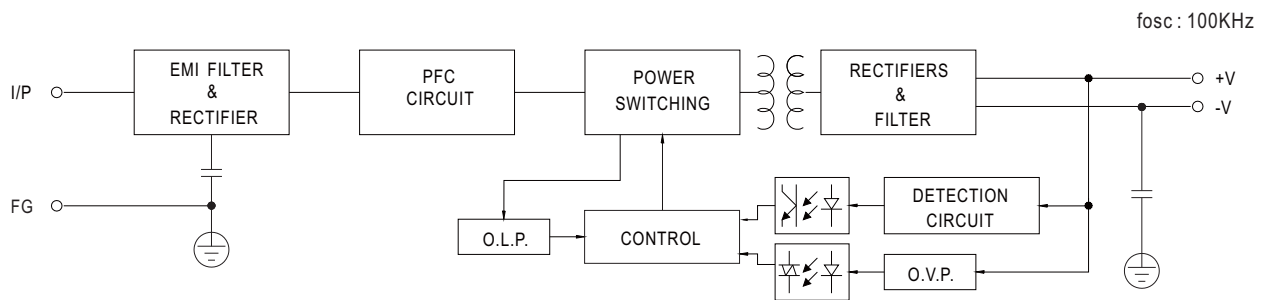 fosc : 100KHz
EMI FILTER
&
RECTIFIER
PFC
CIRCUIT
POWER
SWITCHING
RECTIFIERS
&
FILTER
I/P
+V
-V
FG
DETECTION
CIRCUIT
O.L.P.
CONTROL
O.V.P.